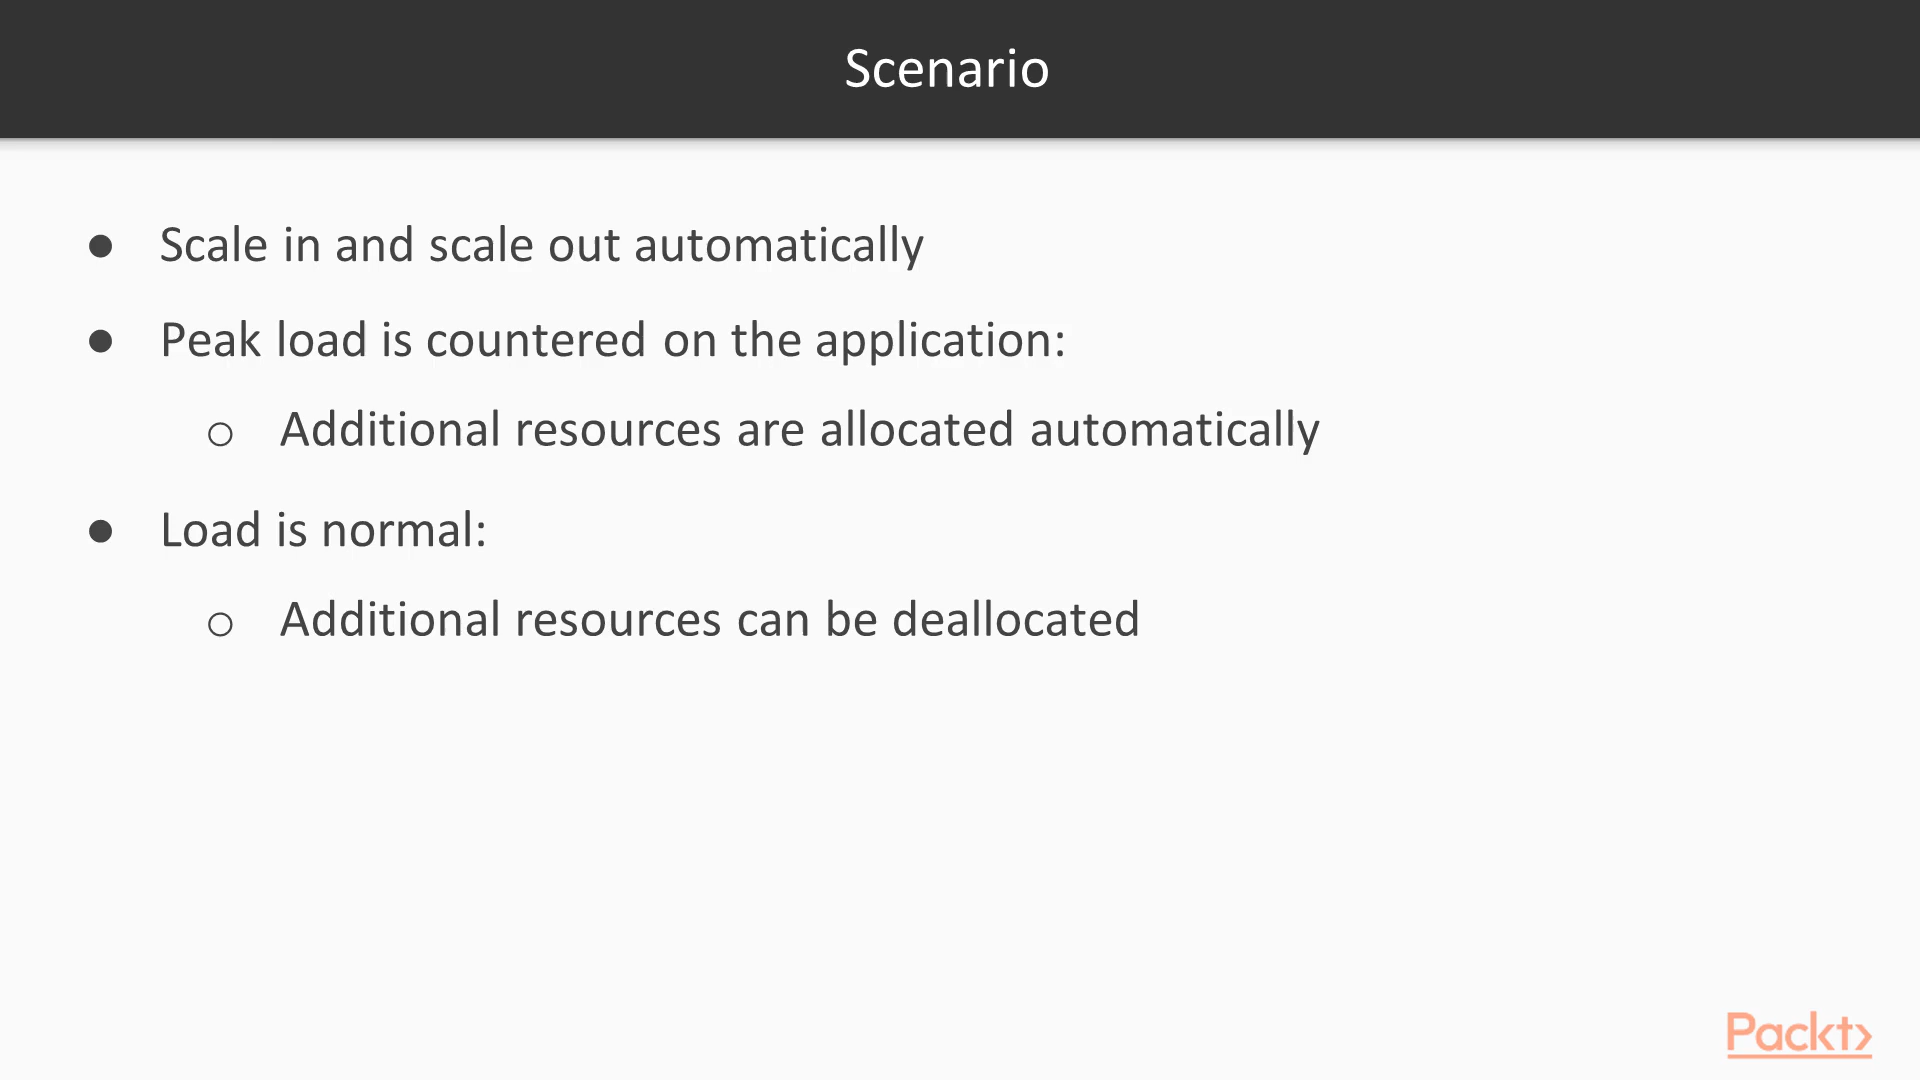 Scenario
● Scale in and scale out automatically
● Peak load is countered on the application:
○ Additional resources are allocated automatically
● Load is normal:
○ Additional resources can be deallocated
Packt>